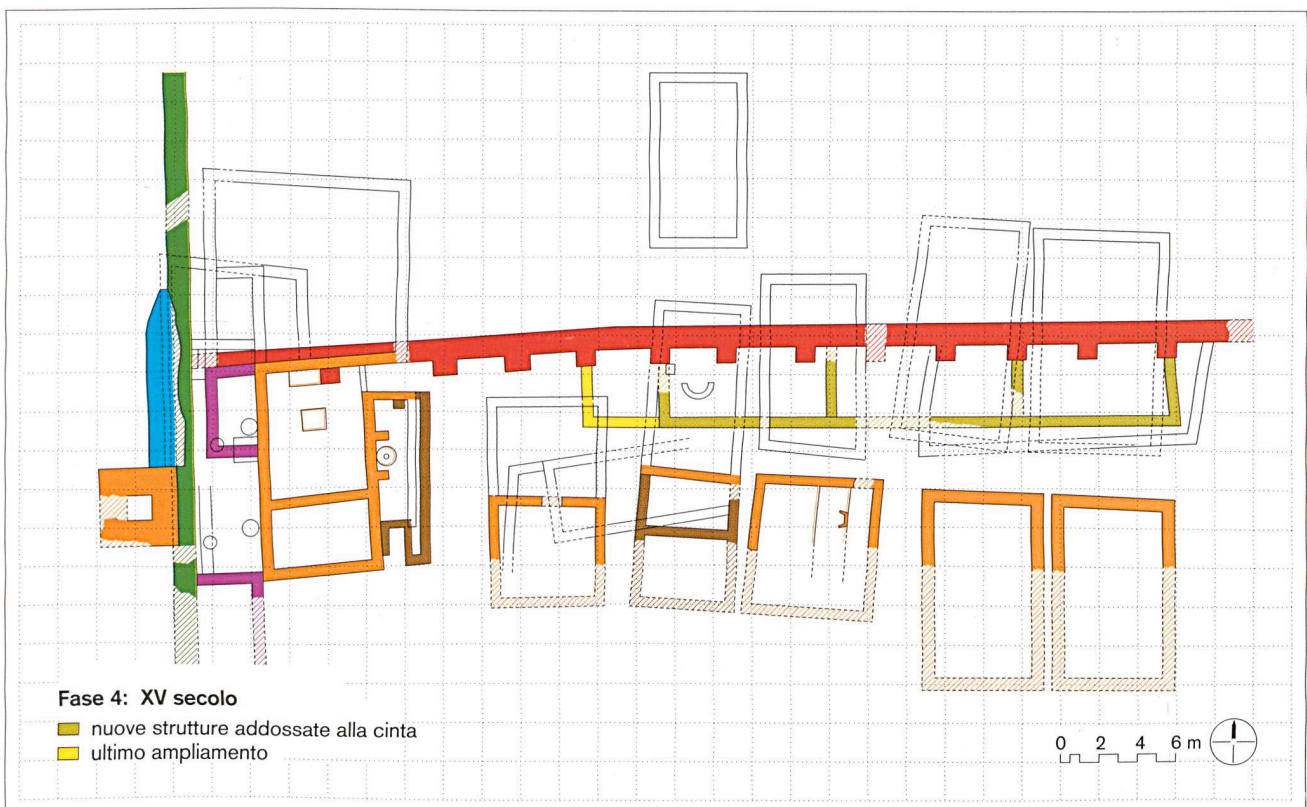 Fase 4: XV secolo
nuove strutture addossate alla cinta
ultimo ampliamento
0 2 4 6 m